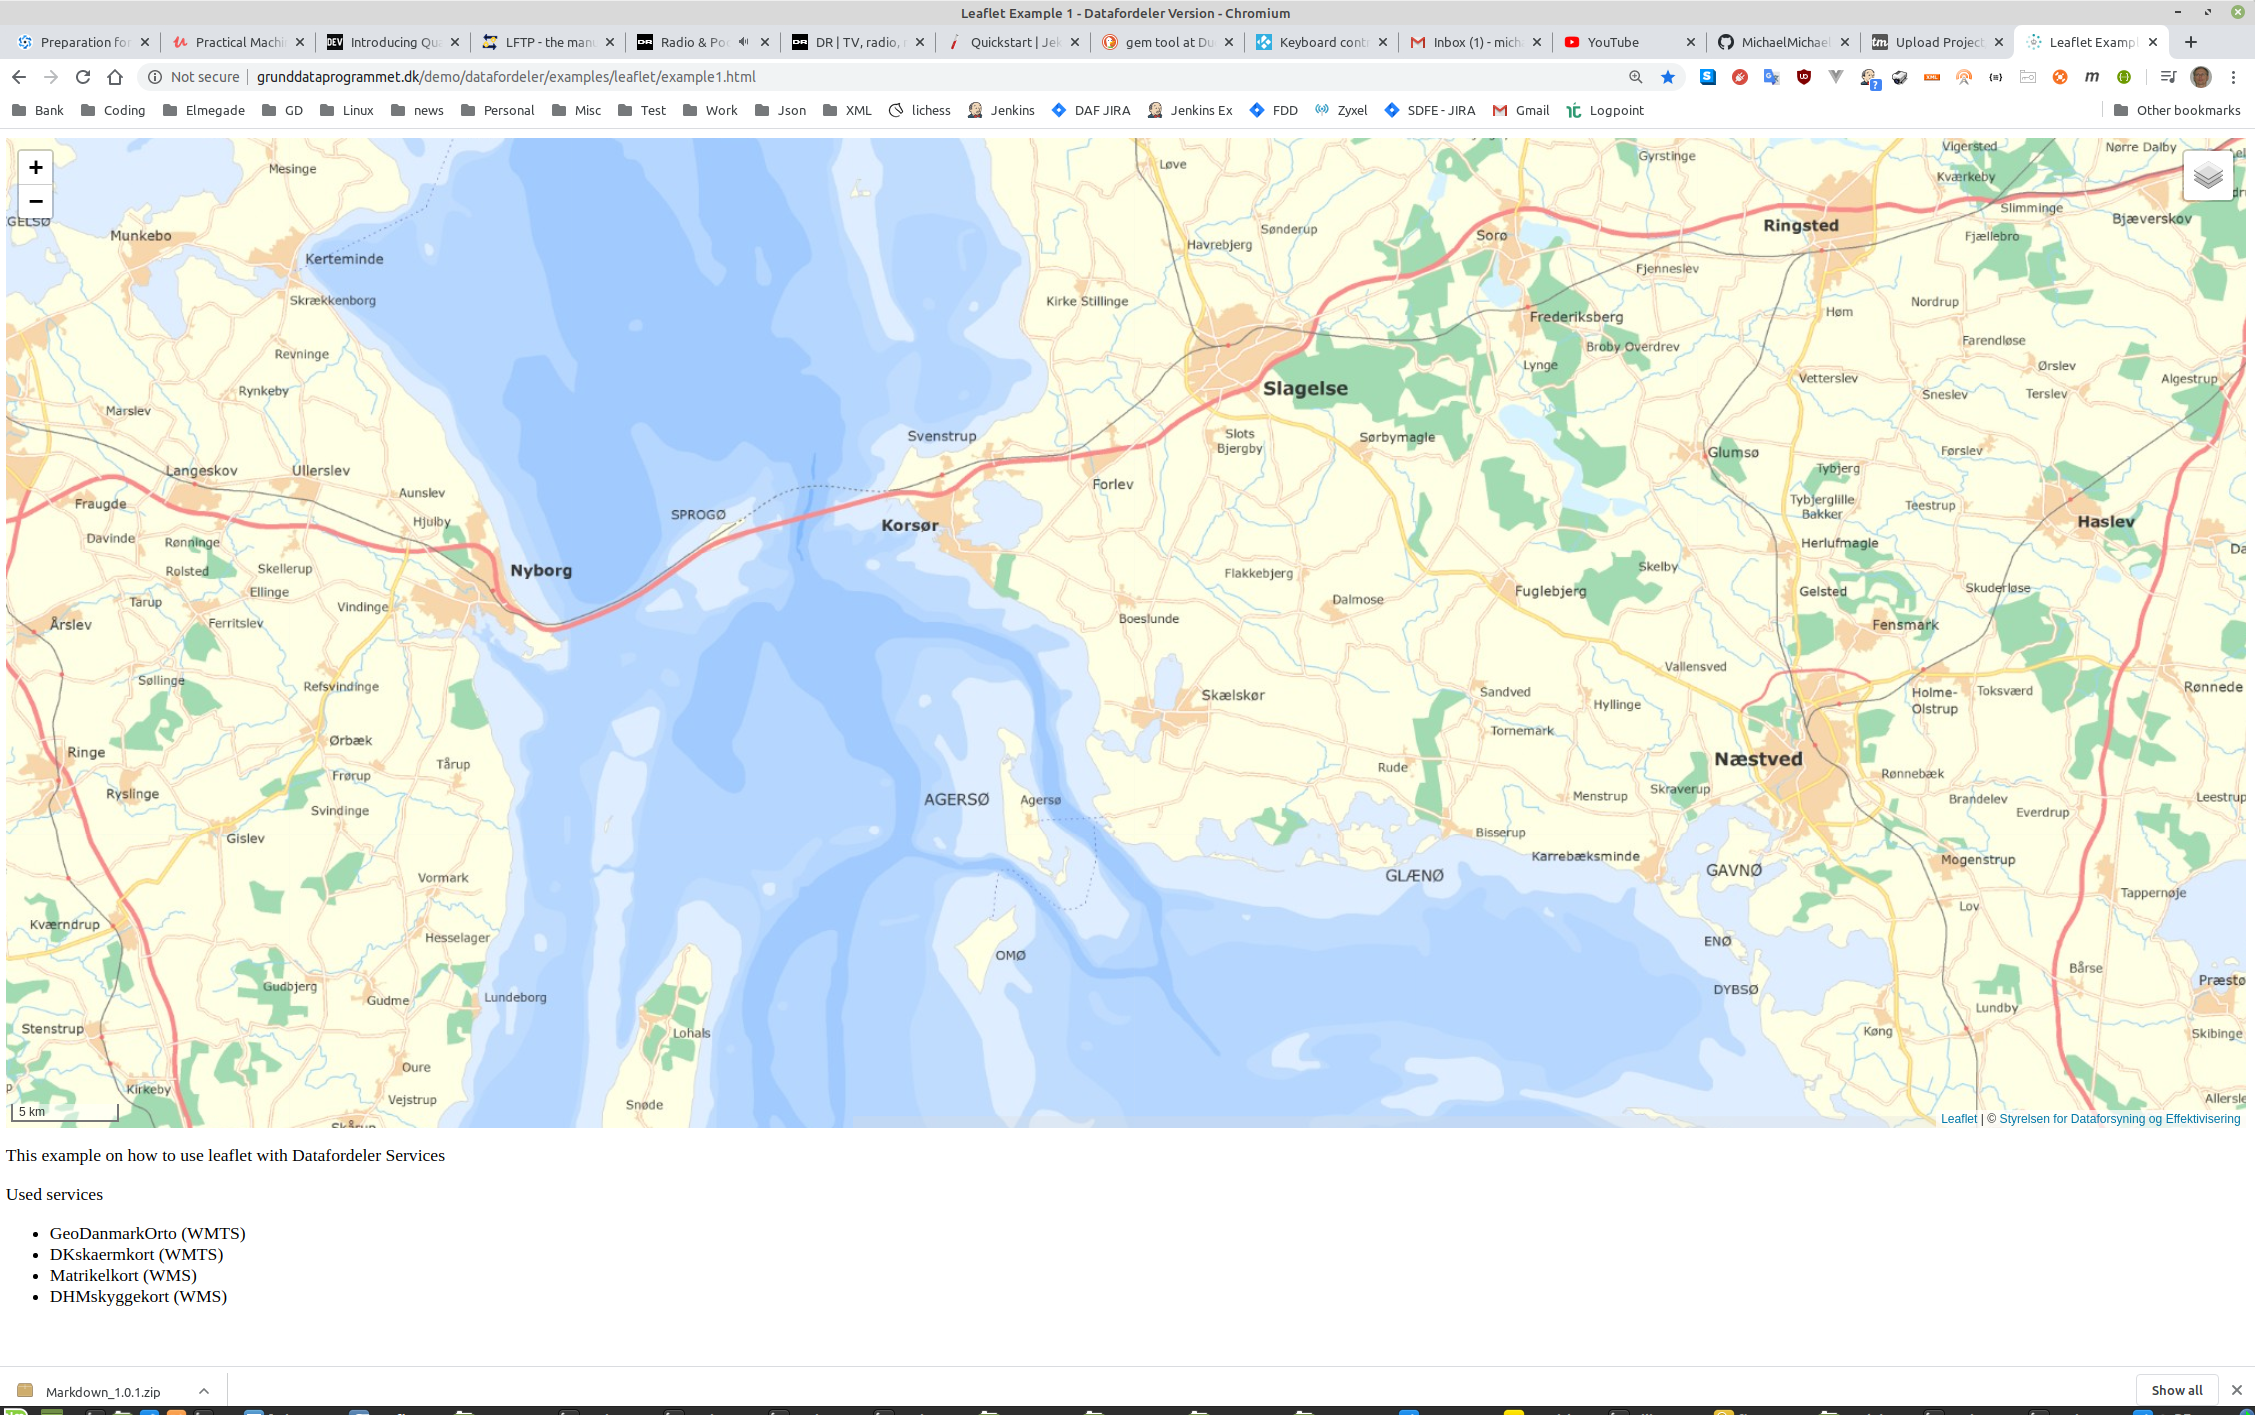 Leaflet Example 1 - Datafordeler Version - Chromium
Preparation for
Practical Machin
Introducing Qu
LFTP - the manu
Radio & Po
DR | TV, radio,
Quickstart | Jek
gem tool at Du
Keyboard cont
Inbox (1) - mich
YouTube
MichaelMichael
Upload Project
Leaflet Exampl
Not secure
grunddataprogrammet.dk/demo/datafordeler/examples/leaflet/example1.html
Bank
Coding
Elmegade
GD
Linux
news
Personal
Misc
Test
Work
Json
XML
lichess
Jenkins
DAF JIRA
Jenkins Ex
FDD
Zyxel
SDFE - JIRA
Gmail
Logpoint
Other bookmarks
+
−
Mesinge
Løve
Gyrstinge
Vigersted
Nørre Dalby
Kværkeby
GELSØ
Munkebo
Sønderup
Havrebjerg
Sorø
Ringsted
Slimminge
Bjæverskov
Fjællebro
Kerteminde
Skrækkenborg
Kirke Stillinge
Fjenneslev
Nordrup
Høm
Frederiksberg
Broby Overdrev
Farendløse
Revninge
Lynge
Ørslev
Rynkeby
Slagelse
Vetterslev
Sneslev
Terslev
Algestrup
Marslev
Svenstrup
Slots
Bjergby
Sørbymagle
Glumsø
Førslev
Langeskov
Ullerslev
Tybjerg
Aunslev
Forlev
Fraugde
Hjulby
SPROGØ
Korsør
Tybjerglille
Bakker
Teestrup
Haslev
Davinde
Rønninge
Herlufmagle
Rolsted
Skellerup
Nyborg
Flakkebjerg
Skelby
Ellinge
Tarup
Vindinge
Dalmose
Fuglebjerg
Gelsted
Skuderløse
Årslev
Ferritslev
Boeslunde
Fensmark
Vallensved
Søllinge
Refsvindinge
Skælskør
Sandved
Hyllinge
Holme-
Olstrup
Toksværd
Rønnede
Ringe
Ørbæk
Tornemark
Frørup
Tårup
Rude
Næstved
Rønnebæk
Ryslinge
Svindinge
AGERSØ
Agersø
Menstrup
Skraverup
Brandelev
Everdrup
Leestrup
Gislev
Bisserup
Karrebæksminde
GLÆNØ
GAVNØ
Mogenstrup
Vormark
Tappernøje
Kværndrup
Hesselager
Lov
OMØ
ENØ
Bårse
Gudbjerg
Gudme
Lundeborg
DYBSØ
Præstø
Lundby
Stenstrup
Lohals
Køng
Skibinge
Oure
Kirkeby
Vejstrup
Snøde
Allersle
Skårup
5 km
Leaflet | © Styrelsen for Dataforsyning og Effektivisering
This example on how to use leaflet with Datafordeler Services
Used services
• GeoDanmarkOrto (WMTS)
• DKskaermkort (WMTS)
• Matrikelkort (WMS)
• DHMskyggekort (WMS)
Markdown_1.0.1.zip
Show all